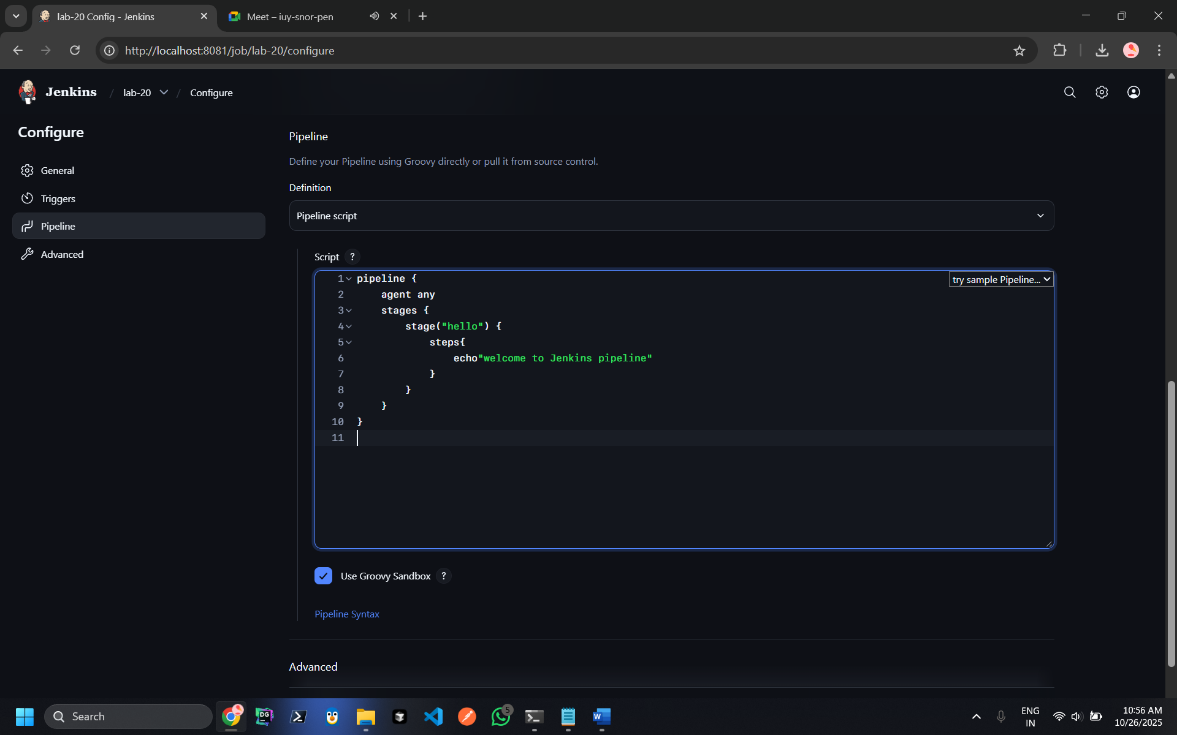 lab-20 Config - Jenkins
Meet – iuy-snor-pen
http://localhost:8081/job/lab-20/configure
Jenkins / lab-20 / Configure
Configure
General
Triggers
Pipeline
Advanced
Pipeline
Define your Pipeline using Groovy directly or pull it from source control.
Definition
Pipeline script
Script ?
try sample Pipeline...
1 pipeline {
2     agent any
3     stages {
4         stage("hello") {
5             steps{
6                 echo"welcome to Jenkins pipeline"
7             }
8         }
9     }
10 }
11
Use Groovy Sandbox ?
Pipeline Syntax
Advanced
Search
DG
5
W
ENG
IN
10:56 AM
10/26/2025